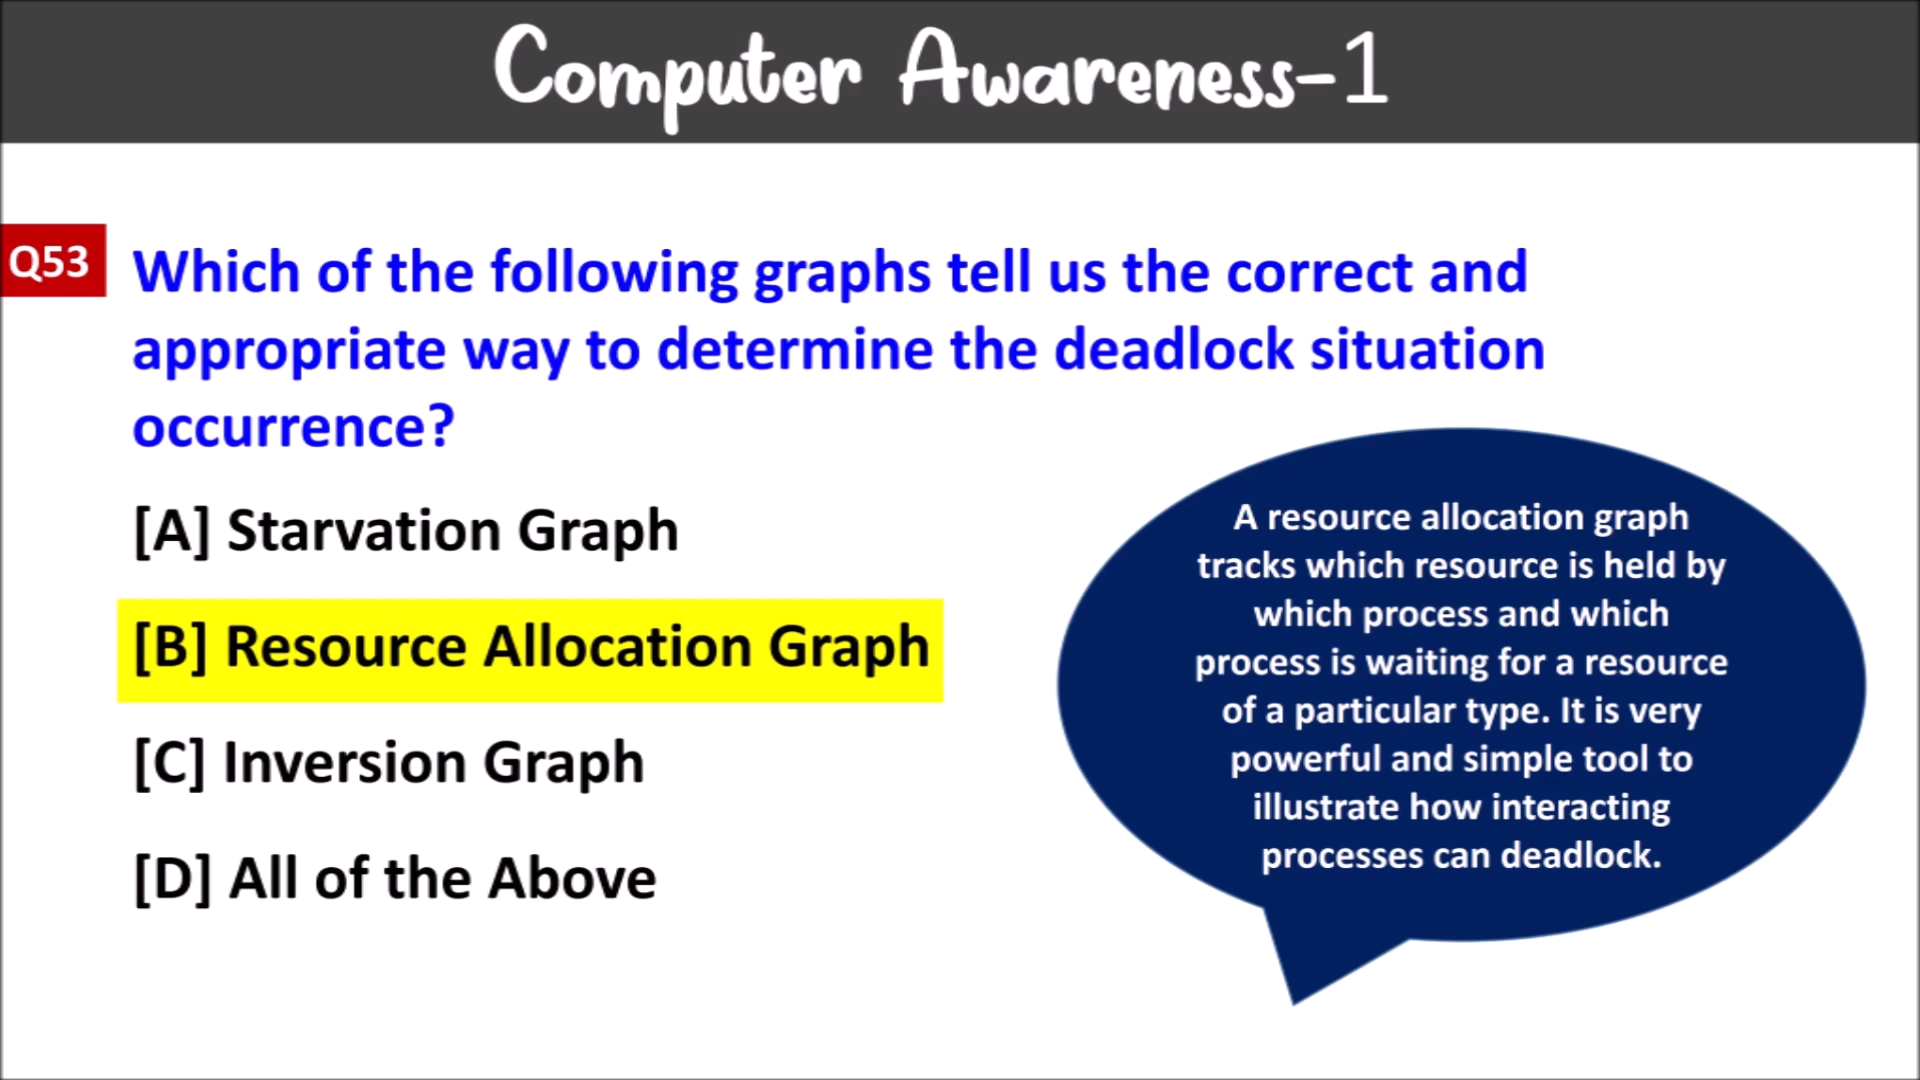 Computer Awareness-1
Q53
Which of the following graphs tell us the correct and
appropriate way to determine the deadlock situation
occurrence?
[A] Starvation Graph
[B] Resource Allocation Graph
[C] Inversion Graph
[D] All of the Above
A resource allocation graph
tracks which resource is held by
which process and which
process is waiting for a resource
of a particular type. It is very
powerful and simple tool to
illustrate how interacting
processes can deadlock.